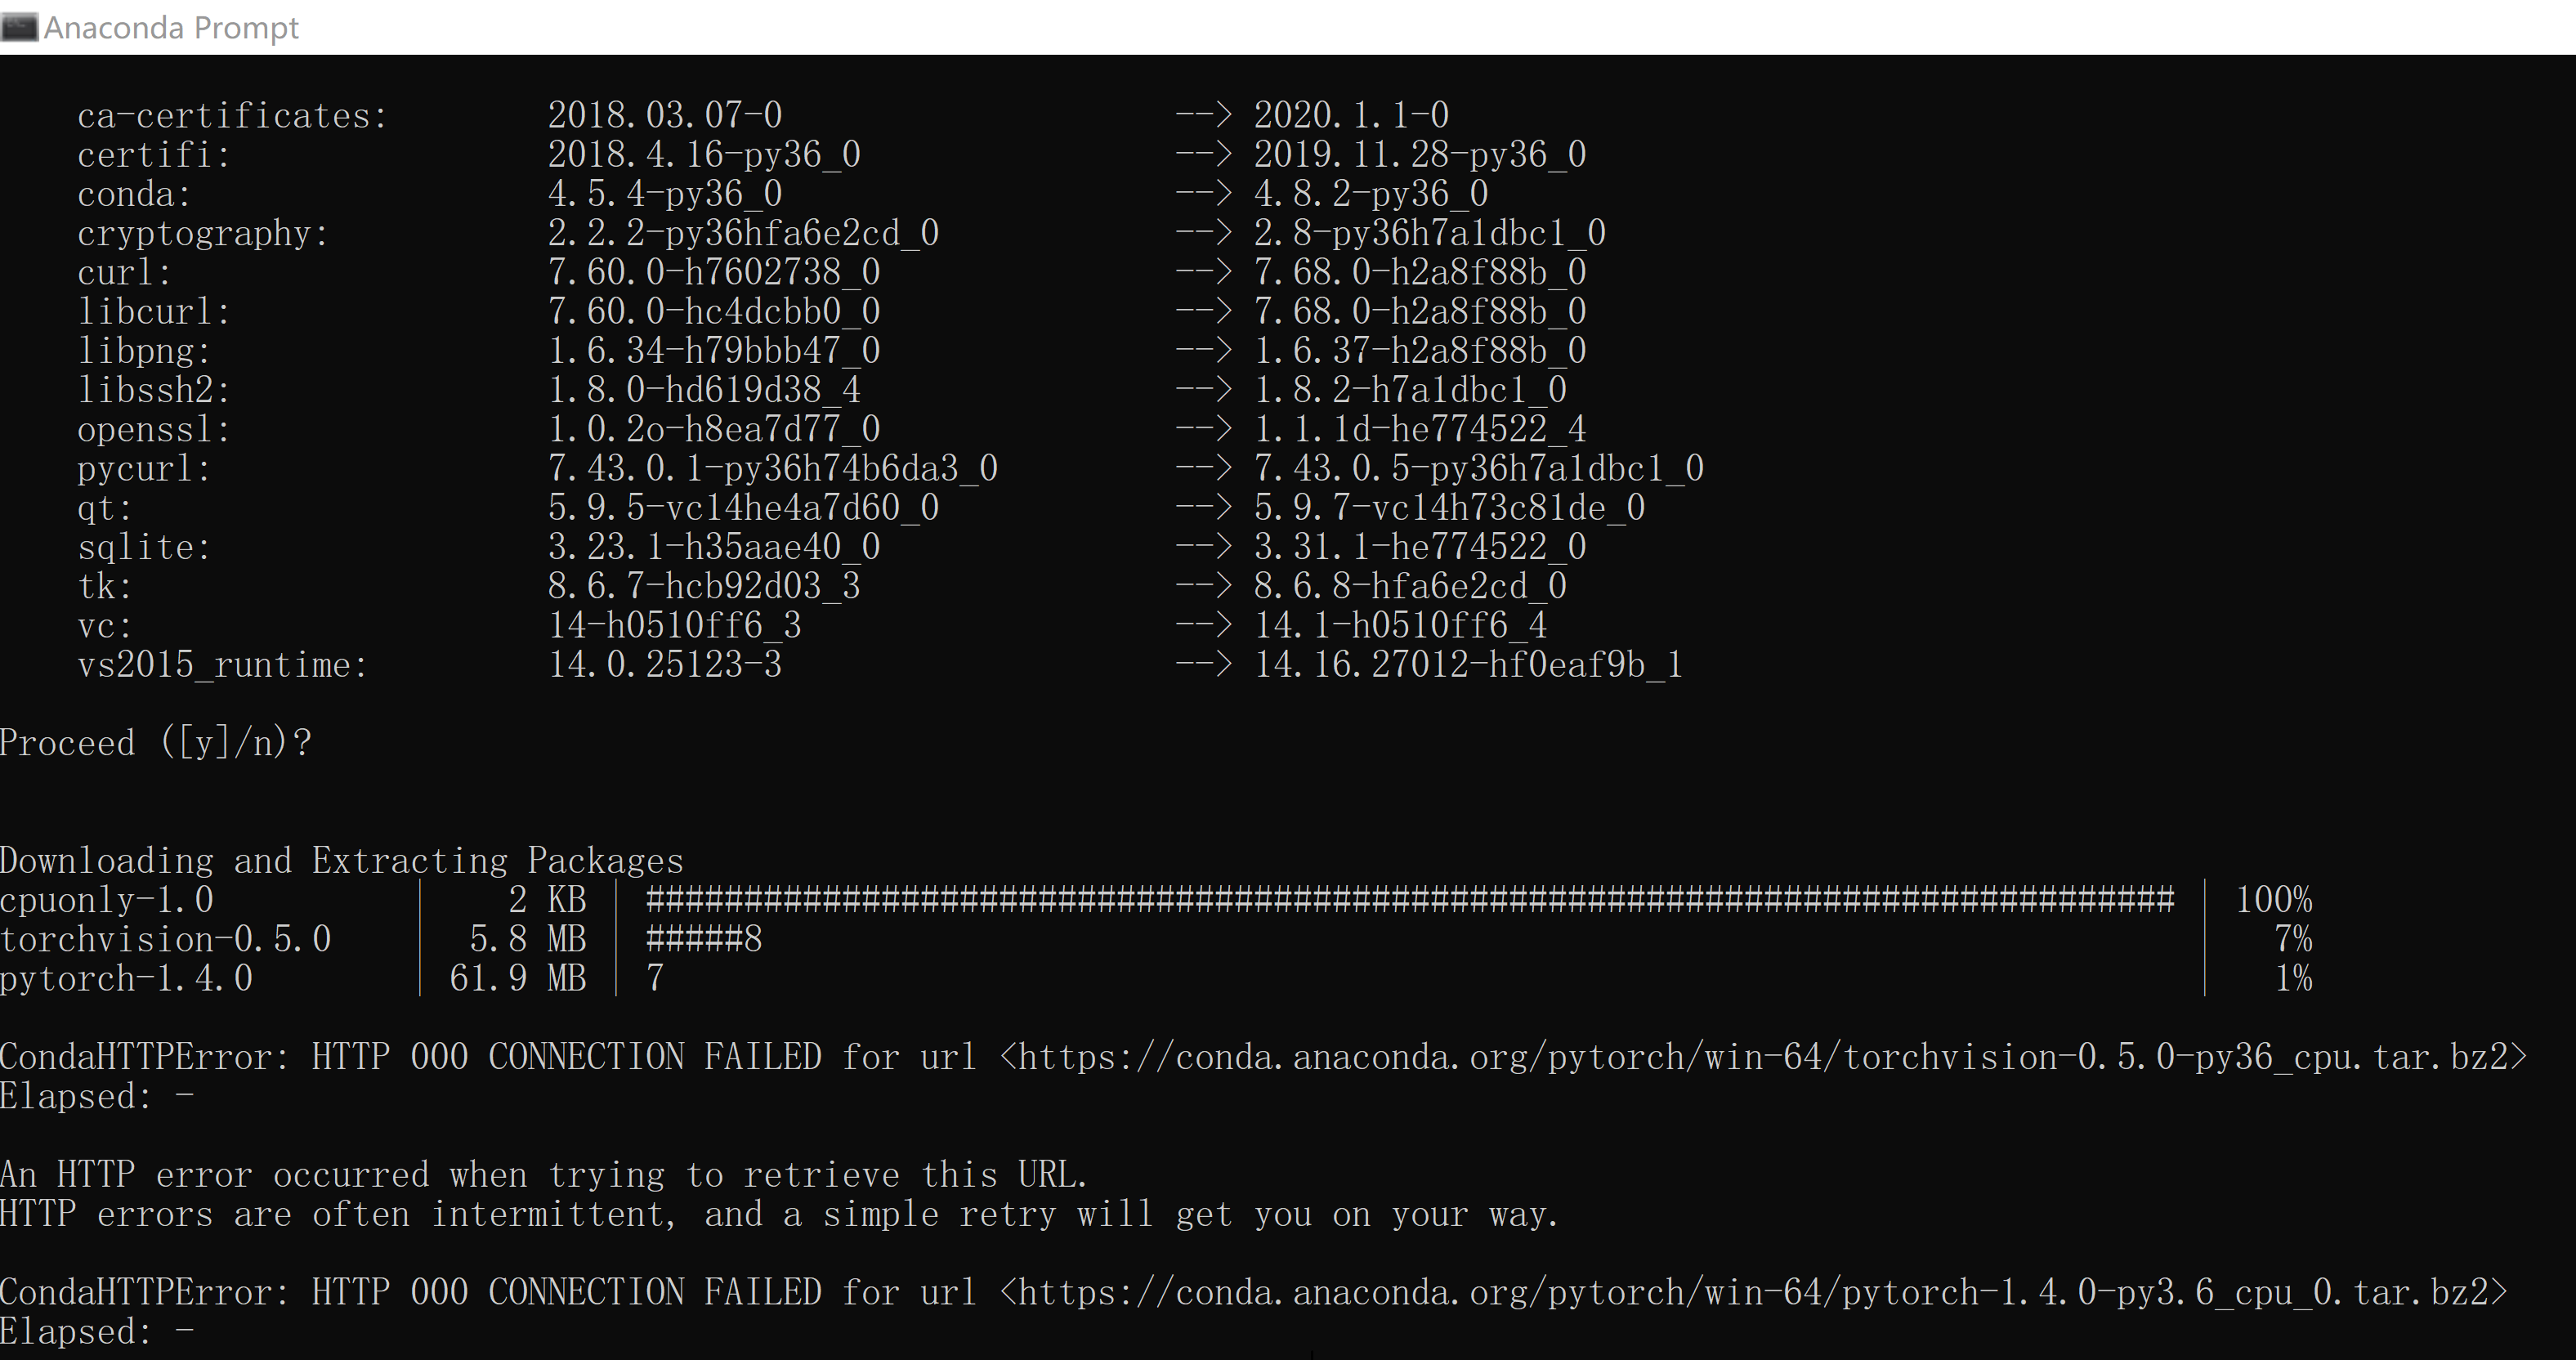 Anaconda Prompt
ca-certificates: 2018.03.07-0 --> 2020.1.1-0
certifi: 2018.4.16-py36_0 --> 2019.11.28-py36_0
conda: 4.5.4-py36_0 --> 4.8.2-py36_0
cryptography: 2.2.2-py36hfa6e2cd_0 --> 2.8-py36h7a1dbc1_0
curl: 7.60.0-h7602738_0 --> 7.68.0-h2a8f88b_0
libcurl: 7.60.0-hc4dcbb0_0 --> 7.68.0-h2a8f88b_0
libpng: 1.6.34-h79bbb47_0 --> 1.6.37-h2a8f88b_0
libssh2: 1.8.0-hd619d38_4 --> 1.8.2-h7a1dbc1_0
openssl: 1.0.2o-h8ea7d77_0 --> 1.1.1d-he774522_4
pycurl: 7.43.0.1-py36h74b6da3_0 --> 7.43.0.5-py36h7a1dbc1_0
qt: 5.9.5-vc14he4a7d60_0 --> 5.9.7-vc14h73c81de_0
sqlite: 3.23.1-h35aae40_0 --> 3.31.1-he774522_0
tk: 8.6.7-hcb92d03_3 --> 8.6.8-hfa6e2cd_0
vc: 14-h0510ff6_3 --> 14.1-h0510ff6_4
vs2015_runtime: 14.0.25123-3 --> 14.16.27012-hf0eaf9b_1
Proceed ([y]/n)?
Downloading and Extracting Packages
cpuonly-1.0 | 2 KB | ############################################################################## | 100%
torchvision-0.5.0 | 5.8 MB | #####8 | 7%
pytorch-1.4.0 | 61.9 MB | 7 | 1%
CondaHTTPError: HTTP 000 CONNECTION FAILED for url <https://conda.anaconda.org/pytorch/win-64/torchvision-0.5.0-py36_cpu.tar.bz2>
Elapsed: -
An HTTP error occurred when trying to retrieve this URL.
HTTP errors are often intermittent, and a simple retry will get you on your way.
CondaHTTPError: HTTP 000 CONNECTION FAILED for url <https://conda.anaconda.org/pytorch/win-64/pytorch-1.4.0-py3.6_cpu_0.tar.bz2>
Elapsed: -